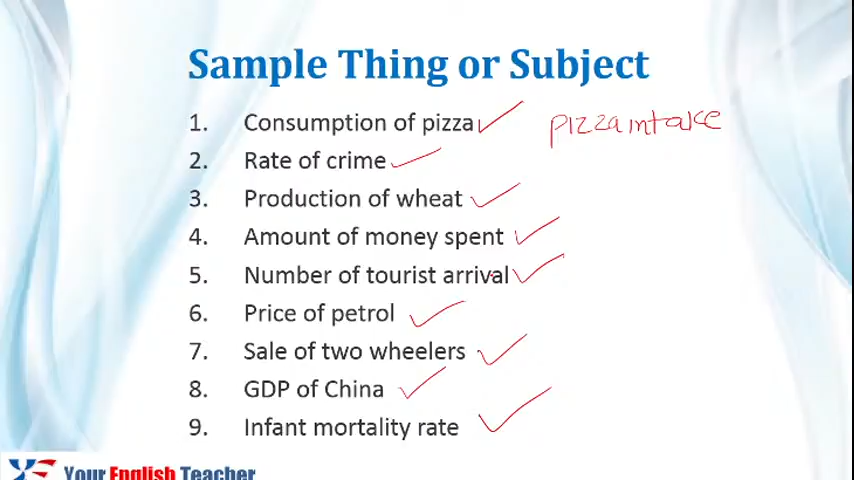 Sample Thing or Subject
1. Consumption of pizza pizza intake
2. Rate of crime
3. Production of wheat
4. Amount of money spent
5. Number of tourist arrival
6. Price of petrol
7. Sale of two wheelers
8. GDP of China
9. Infant mortality rate
Your English Teacher